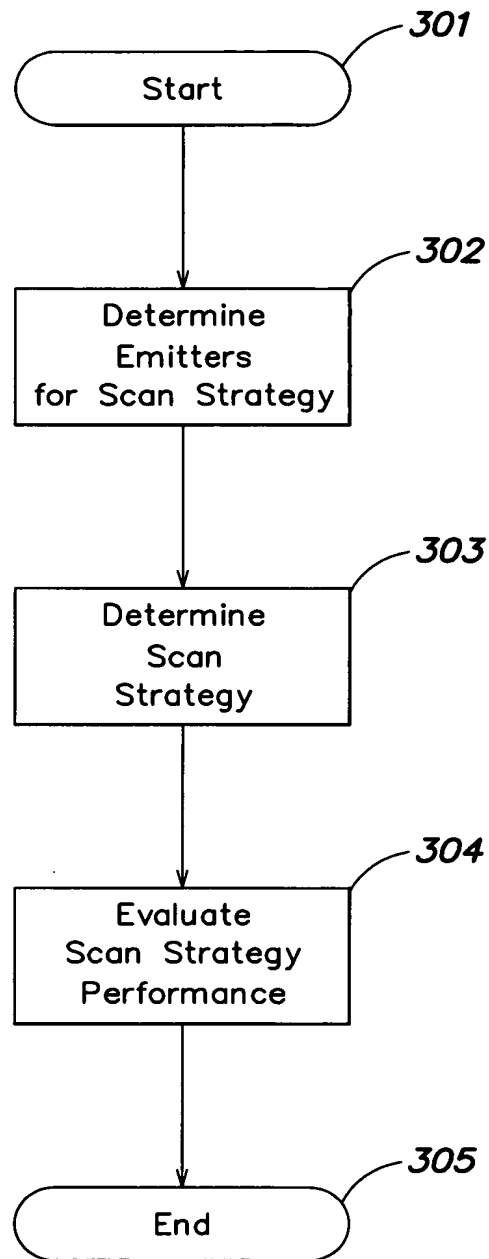 301
Start
302
Determine
Emitters
for Scan Strategy
303
Determine
Scan
Strategy
304
Evaluate
Scan Strategy
Performance
305
End